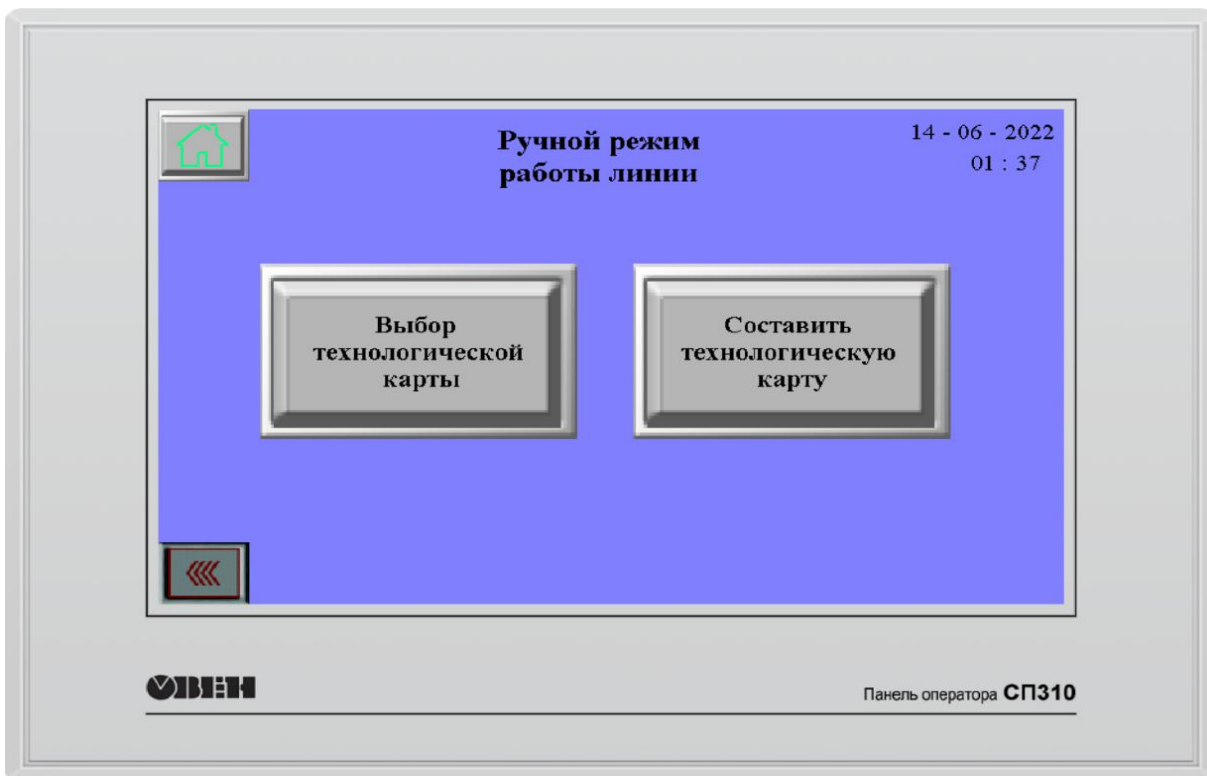 Ручной режим
работы линии
14 - 06 - 2022
01 : 37
Выбор
технологической
карты
Составить
технологическую
карту
ОВЕН
Панель оператора СП310